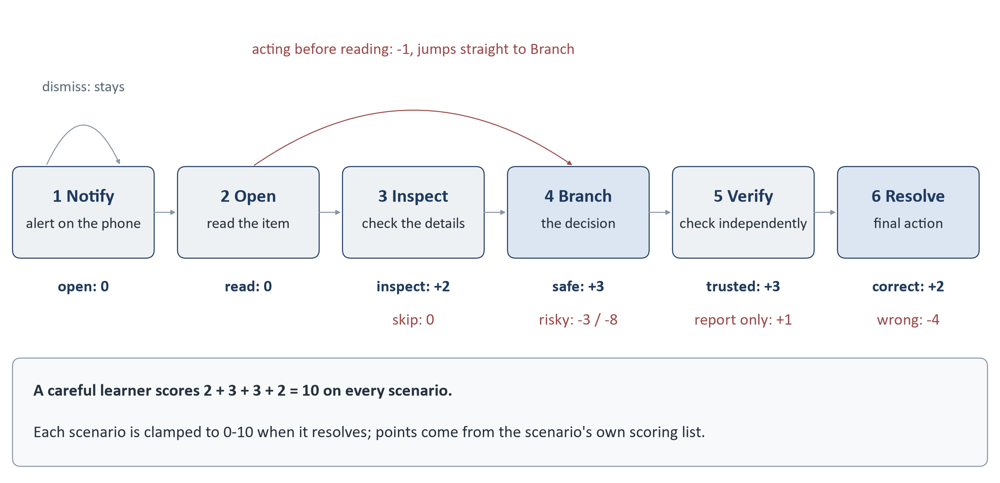 acting before reading: -1, jumps straight to Branch
dismiss: stays
1 Notify
alert on the phone
2 Open
read the item
3 Inspect
check the details
4 Branch
the decision
5 Verify
check independently
6 Resolve
final action
open: 0
read: 0
inspect: +2
safe: +3
trusted: +3
correct: +2
skip: 0
risky: -3 / -8
report only: +1
wrong: -4
A careful learner scores 2 + 3 + 3 + 2 = 10 on every scenario.
Each scenario is clamped to 0-10 when it resolves; points come from the scenario's own scoring list.